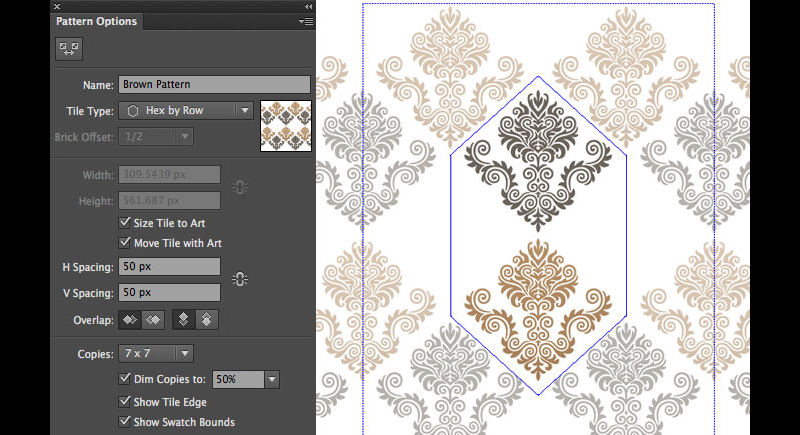 Pattern Options
Name: Brown Pattern
Tile Type: Hex by Row
Brick Offset: 1/2
Width: 309.5439 px
Height: 561.687 px
Size Tile to Art
Move Tile with Art
H Spacing: 50 px
V Spacing: 50 px
Overlap:
Copies: 7 x 7
Dim Copies to: 50%
Show Tile Edge
Show Swatch Bounds